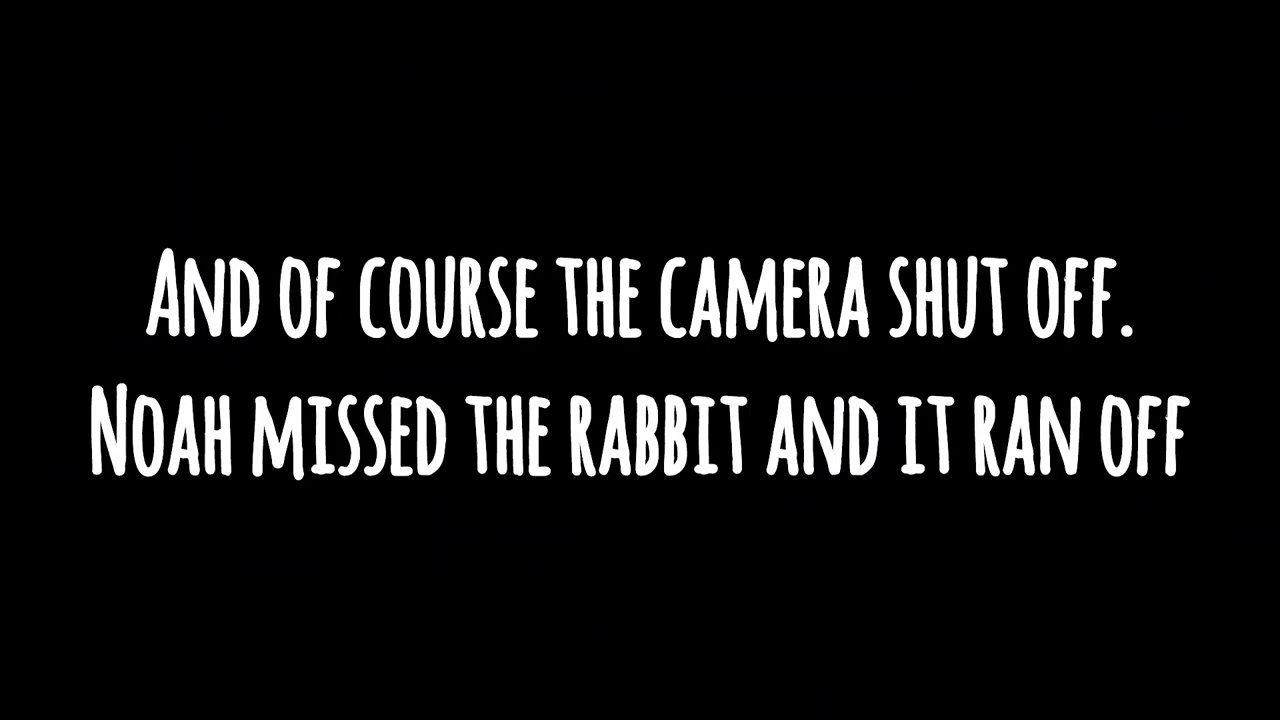 And of course the camera shut off.
Noah missed the rabbit and it ran off